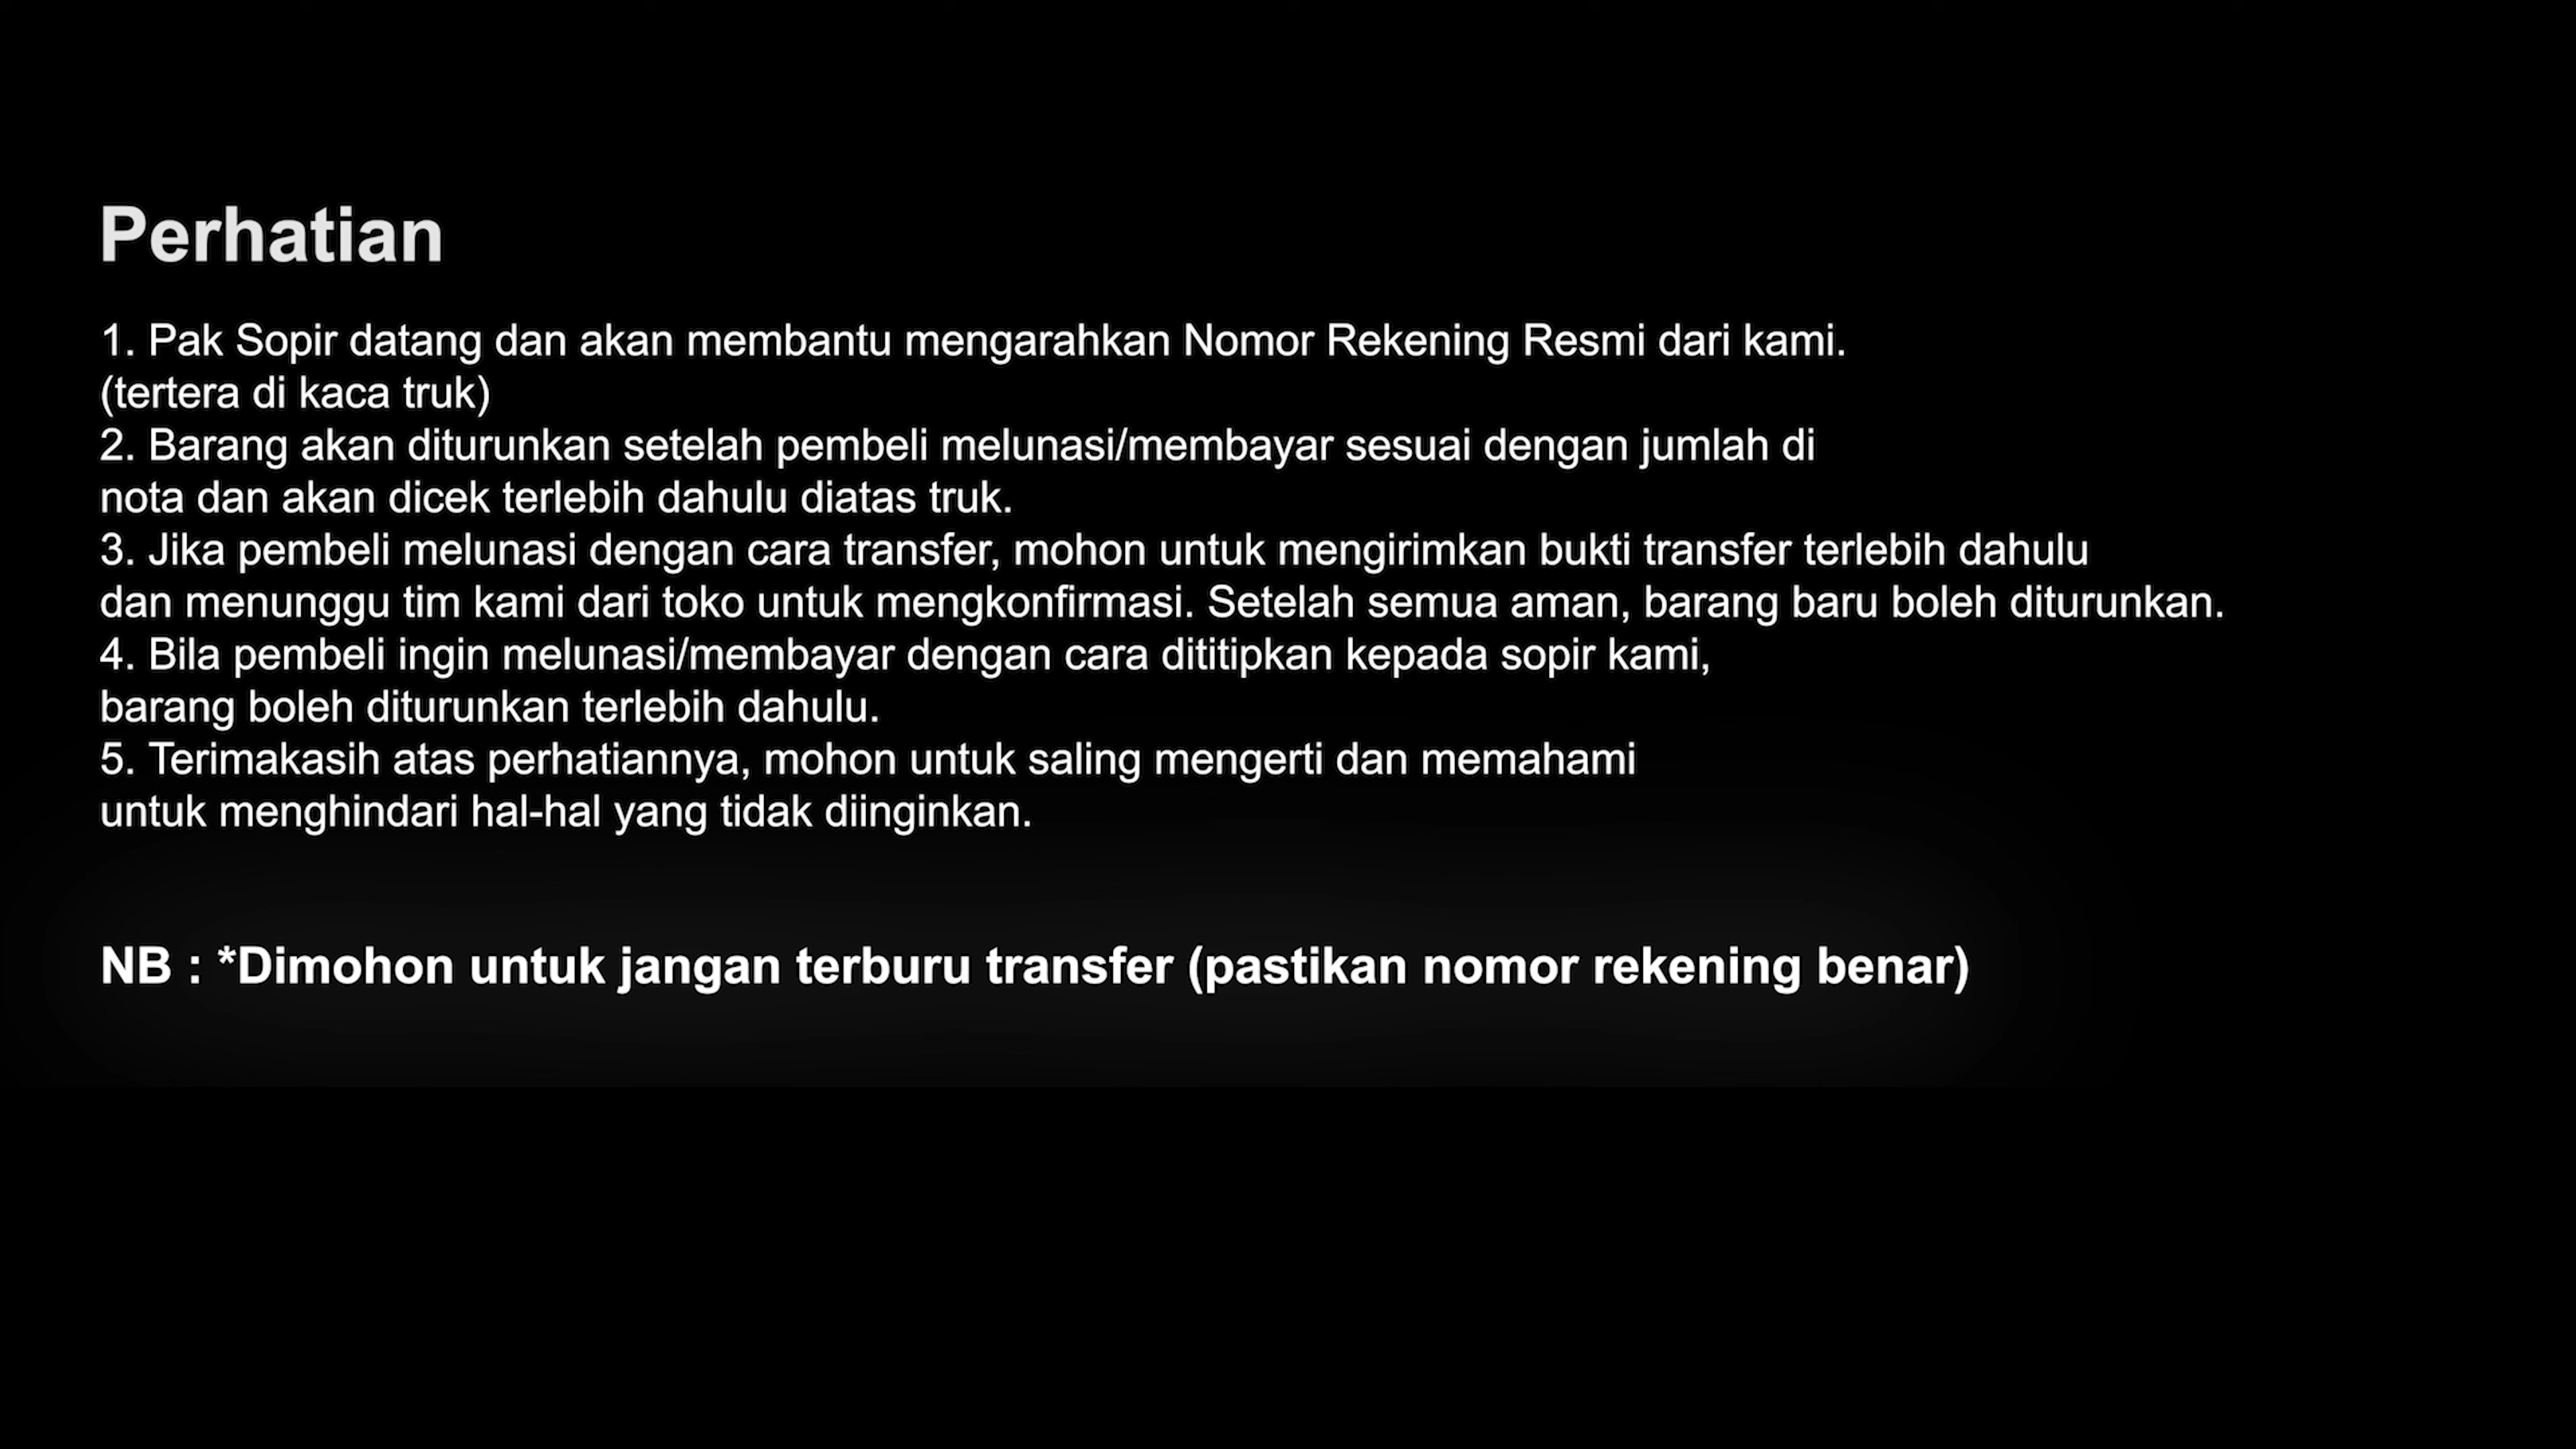 Perhatian
1. Pak Sopir datang dan akan membantu mengarahkan Nomor Rekening Resmi dari kami.
(tertera di kaca truk)
2. Barang akan diturunkan setelah pembeli melunasi/membayar sesuai dengan jumlah di
nota dan akan dicek terlebih dahulu diatas truk.
3. Jika pembeli melunasi dengan cara transfer, mohon untuk mengirimkan bukti transfer terlebih dahulu
dan menunggu tim kami dari toko untuk mengkonfirmasi. Setelah semua aman, barang baru boleh diturunkan.
4. Bila pembeli ingin melunasi/membayar dengan cara dititipkan kepada sopir kami,
barang boleh diturunkan terlebih dahulu.
5. Terimakasih atas perhatiannya, mohon untuk saling mengerti dan memahami
untuk menghindari hal-hal yang tidak diinginkan.
NB : *Dimohon untuk jangan terburu transfer (pastikan nomor rekening benar)